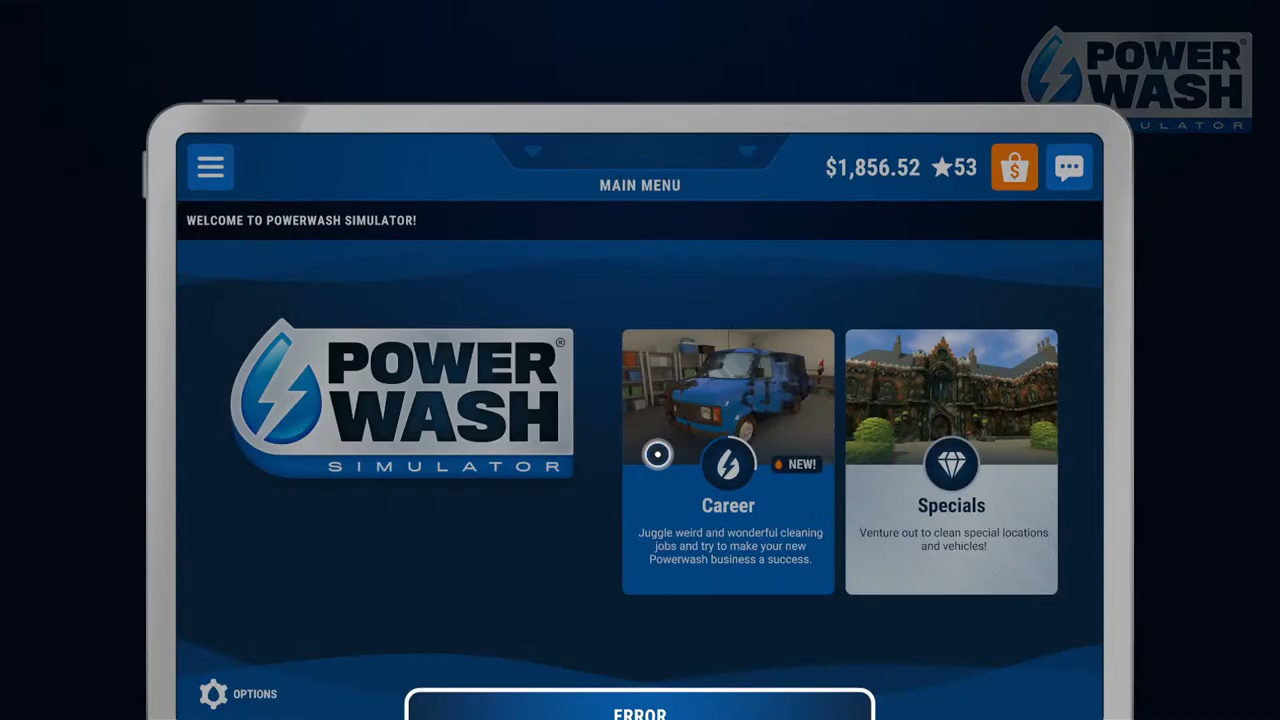 POWER
WASH
ULATOR
$1,856.52 53
MAIN MENU
WELCOME TO POWERWASH SIMULATOR!
POWER
WASH
SIMULATOR
NEW!
Career
Juggle weird and wonderful cleaning
jobs and try to make your new
Powerwash business a success.
Specials
Venture out to clean special locations
and vehicles!
OPTIONS
ERROR